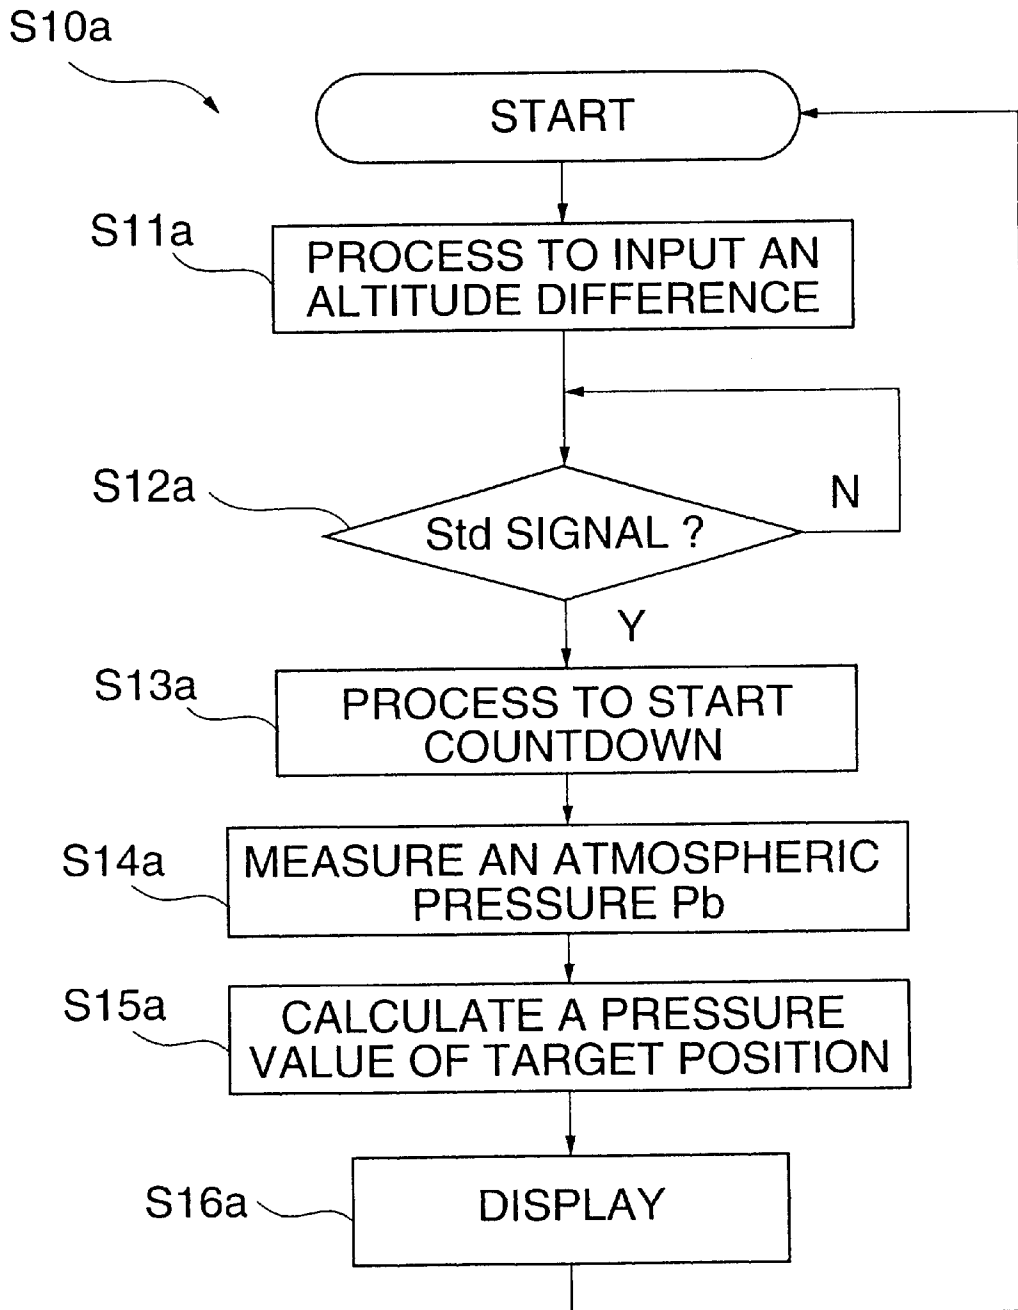 S10a
START
S11a
PROCESS TO INPUT AN
ALTITUDE DIFFERENCE
S12a
Std SIGNAL ?
N
Y
S13a
PROCESS TO START
COUNTDOWN
S14a
MEASURE AN ATMOSPHERIC
PRESSURE Pb
S15a
CALCULATE A PRESSURE
VALUE OF TARGET POSITION
S16a
DISPLAY